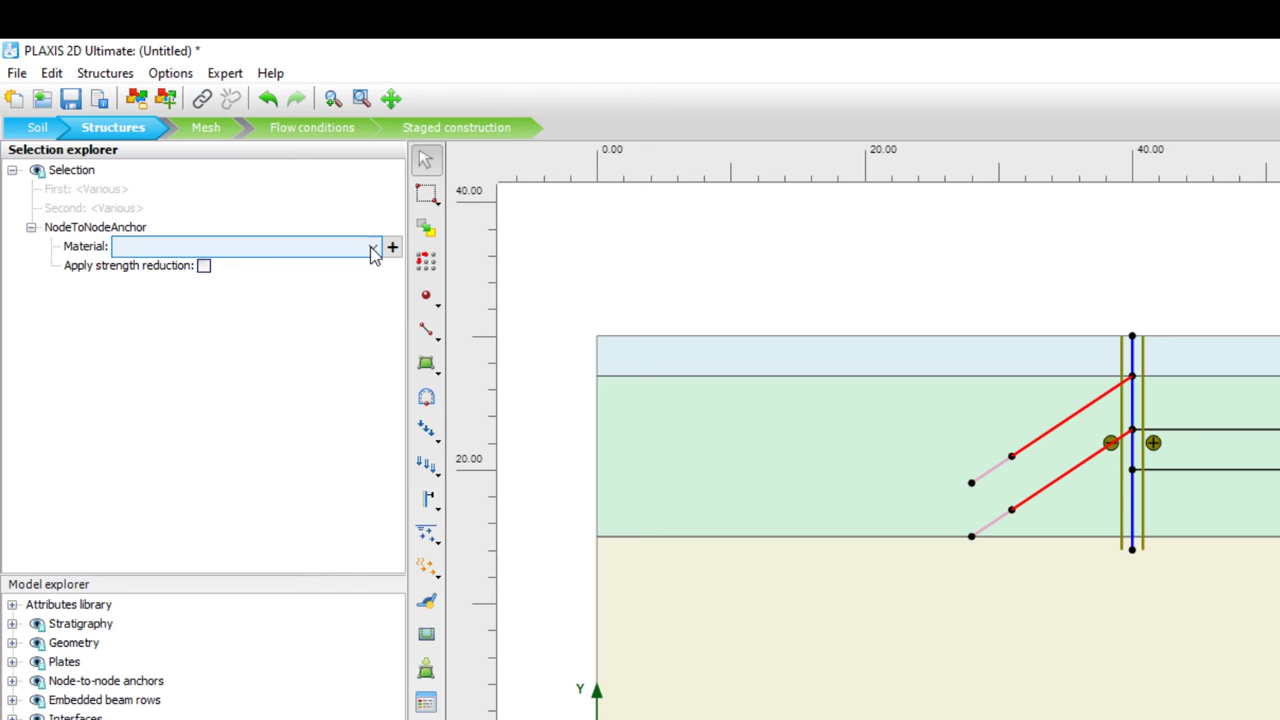 PLAXIS 2D Ultimate: (Untitled) *
File Edit Structures Options Expert Help
Soil Structures Mesh Flow conditions Staged construction
Selection explorer
Selection
First: <Various>
Second: <Various>
NodeToNodeAnchor
Material:
Apply strength reduction:
Model explorer
Attributes library
Stratigraphy
Geometry
Plates
Node-to-node anchors
Embedded beam rows
Interfaces
0.00 20.00 40.00
40.00
20.00
Y